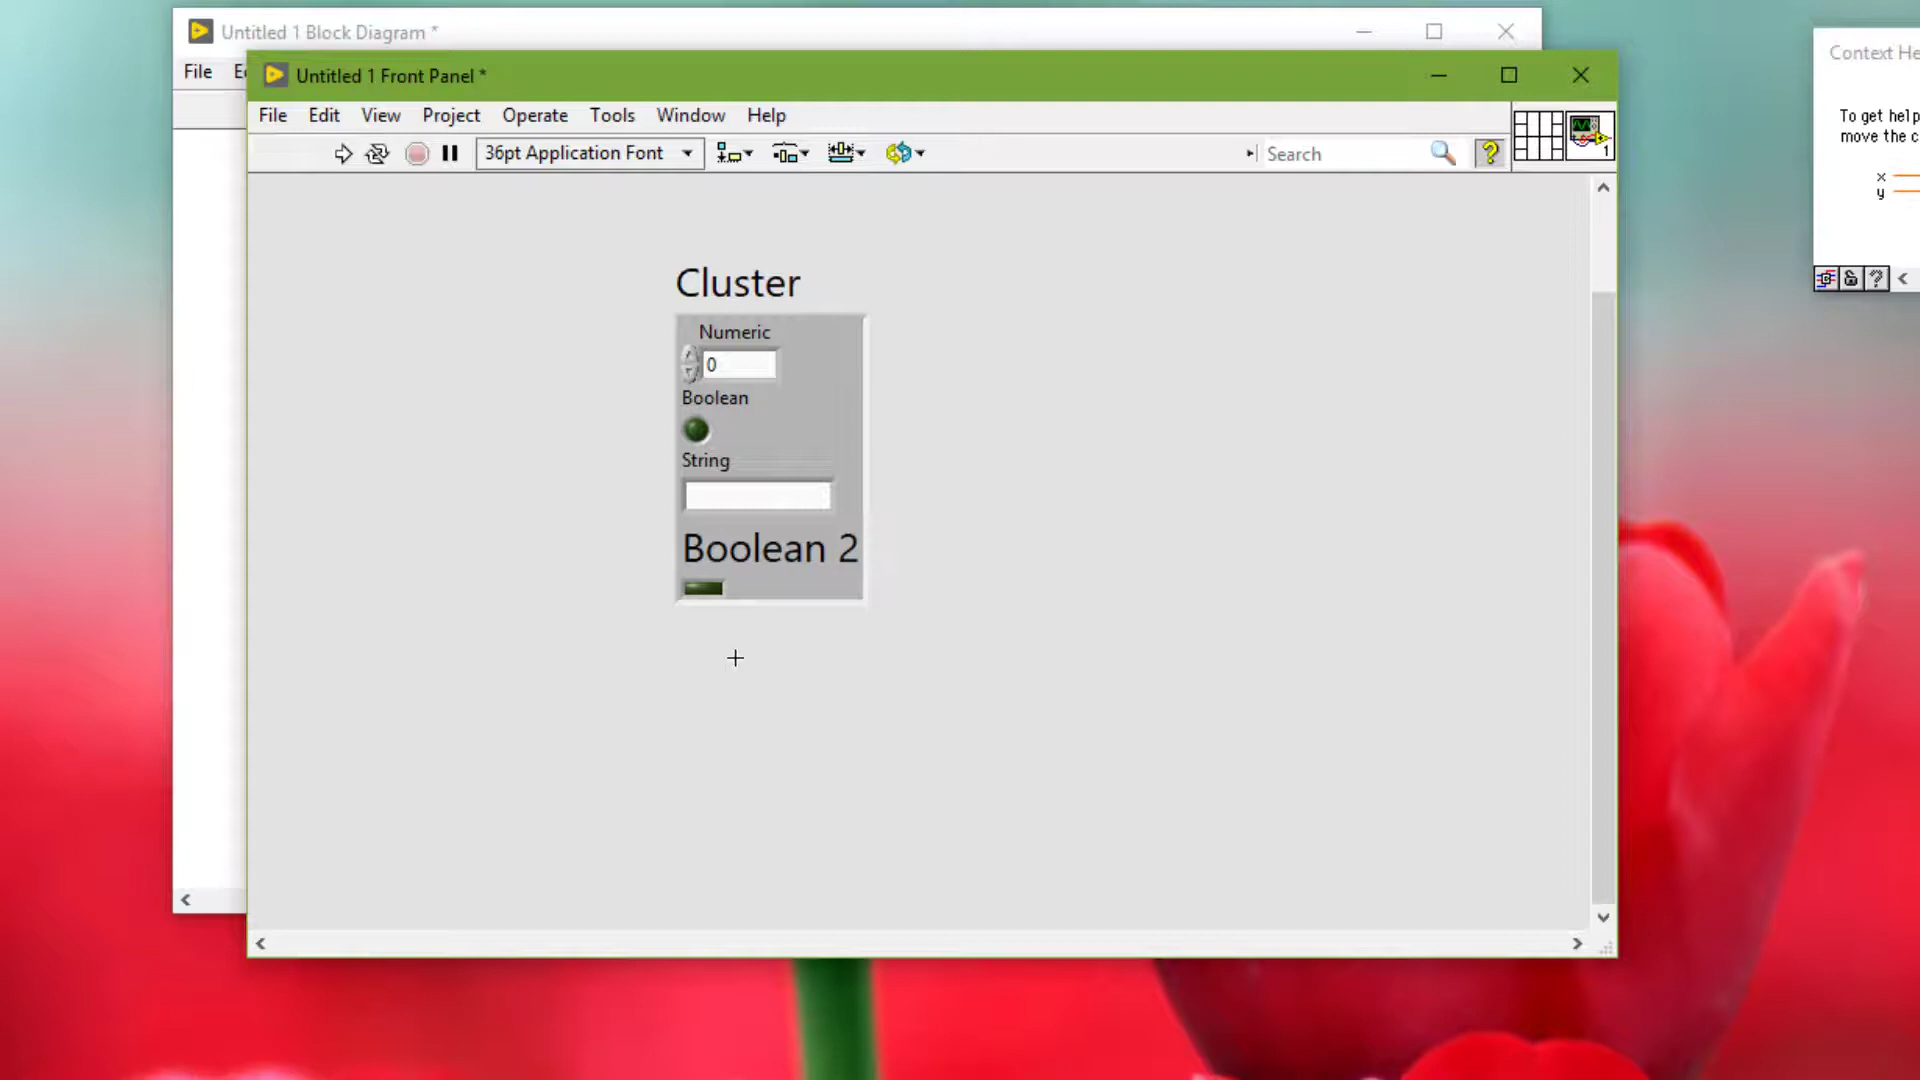 Untitled 1 Block Diagram *
File
Untitled 1 Front Panel *
File Edit View Project Operate Tools Window Help
36pt Application Font
Search
?
1
Context He
To get help
move the c
x
y
?
Cluster
Numeric
0
Boolean
String
Boolean 2